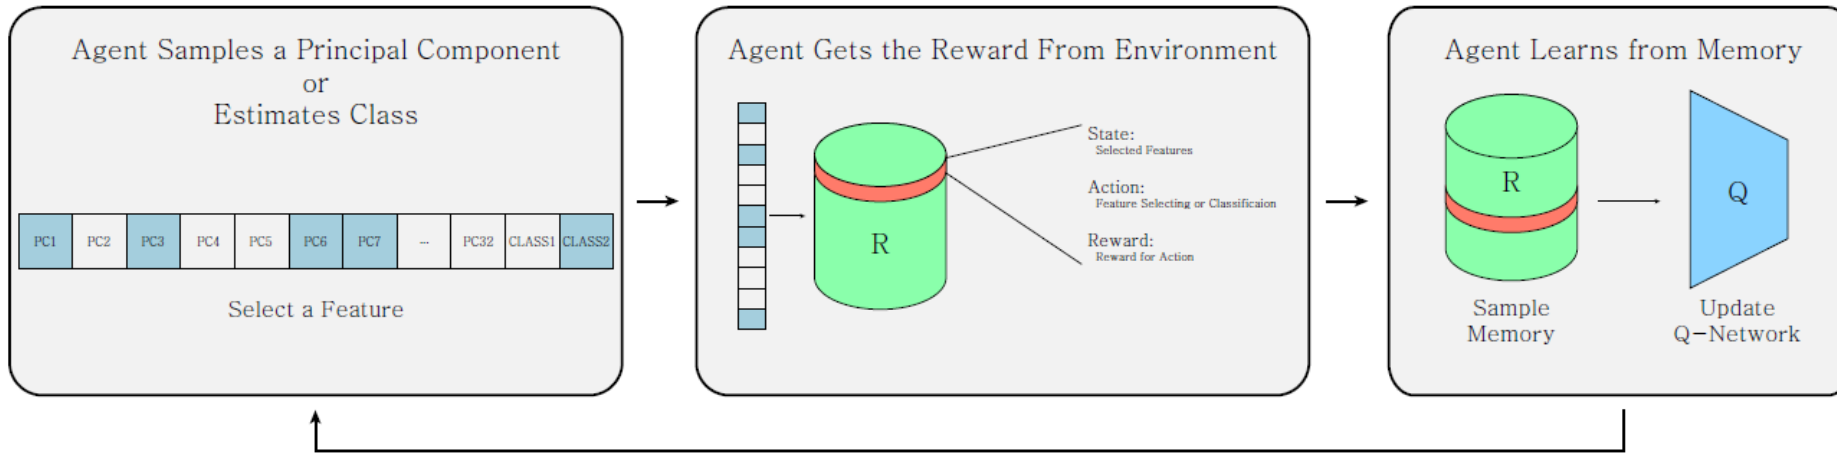 Agent Samples a Principal Component
or
Estimates Class
PC1 PC2 PC3 PC4 PC5 PC6 PC7 ... PC32 CLASS1 CLASS2
Select a Feature
Agent Gets the Reward From Environment
R
State:
Selected Features
Action:
Feature Selecting or Classificaion
Reward:
Reward for Action
Agent Learns from Memory
R
Q
Sample
Memory
Update
Q-Network